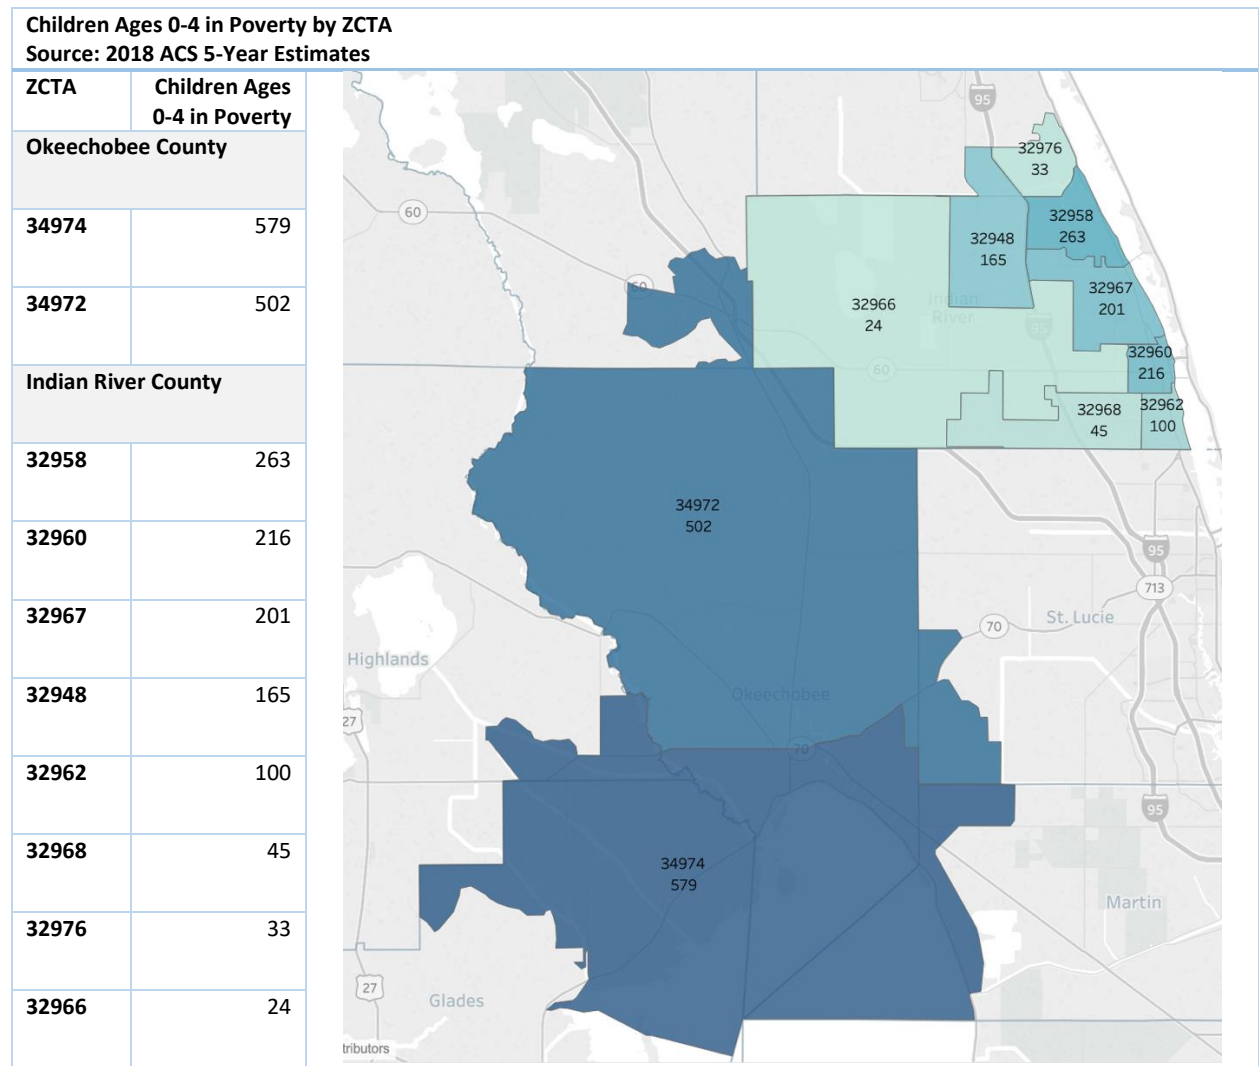 Children Ages 0-4 in Poverty by ZCTA
Source: 2018 ACS 5-Year Estimates
ZCTA
Children Ages
0-4 in Poverty
Okeechobee County
34974 579
34972 502
Indian River County
32958 263
32960 216
32967 201
32948 165
32962 100
32968 45
32976 33
32966 24
95
32976
33
60
32958
263
32948
165
60
32967
201
32966
24
Indian
River
95
32960
216
60
32968
45
32962
100
34972
502
95
713
70
St. Lucie
Highlands
Okeechobee
27
70
95
34974
579
Martin
27
Glades
tributors